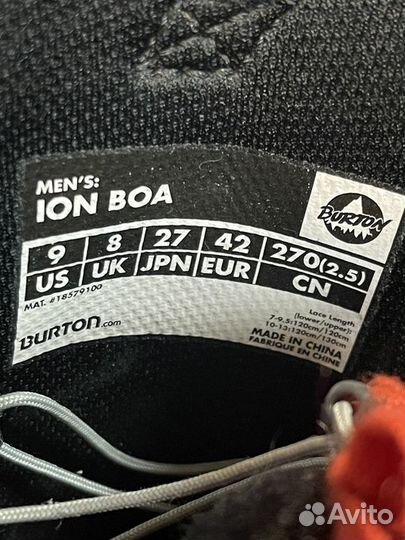 MEN'S:
ION BOA
BURTON
9 8 27 42 270(2.5)
US UK JPN EUR CN
MAT. #18579100
Lace Length
(lower/upper):
7-9.5:120cm/120cm
10-13:120cm/130cm
BURTON.com
MADE IN CHINA
FABRIQUÉ EN CHINE
Avito